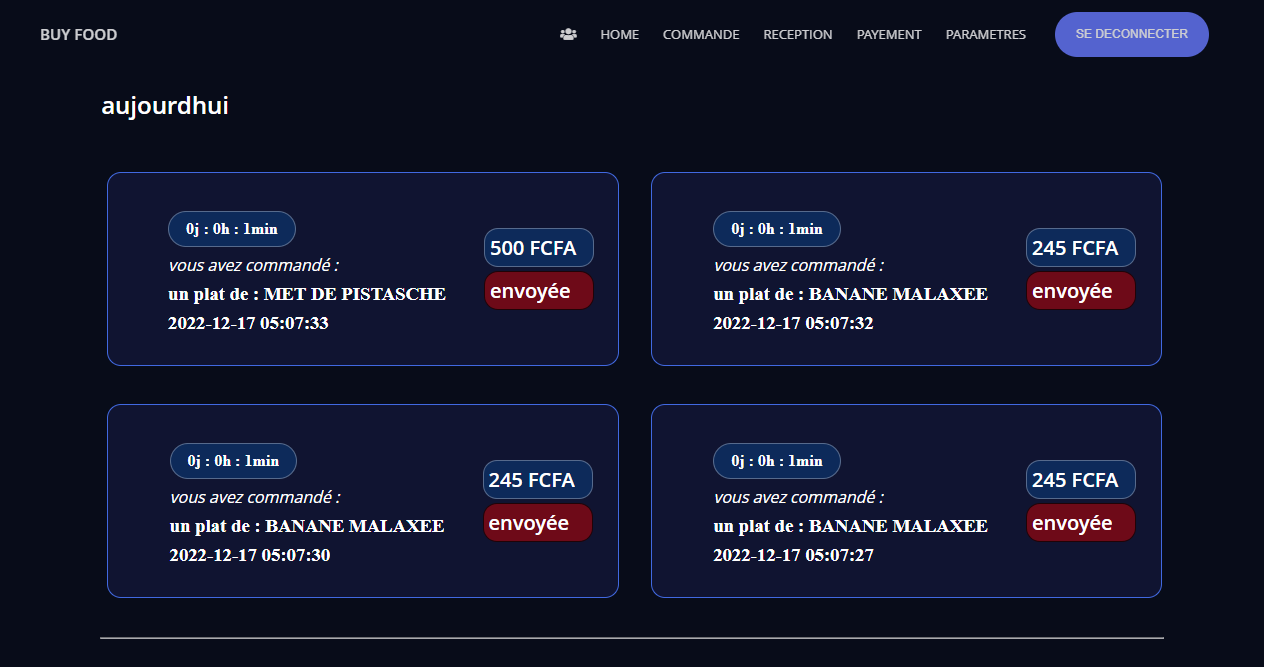 BUY FOOD
HOME
COMMANDE
RECEPTION
PAYEMENT
PARAMETRES
SE DECONNECTER
aujourdhui
0j : 0h : 1min
vous avez commandé :
un plat de : MET DE PISTASCHE
2022-12-17 05:07:33
500 FCFA
envoyée
0j : 0h : 1min
vous avez commandé :
un plat de : BANANE MALAXEE
2022-12-17 05:07:32
245 FCFA
envoyée
0j : 0h : 1min
vous avez commandé :
un plat de : BANANE MALAXEE
2022-12-17 05:07:30
245 FCFA
envoyée
0j : 0h : 1min
vous avez commandé :
un plat de : BANANE MALAXEE
2022-12-17 05:07:27
245 FCFA
envoyée